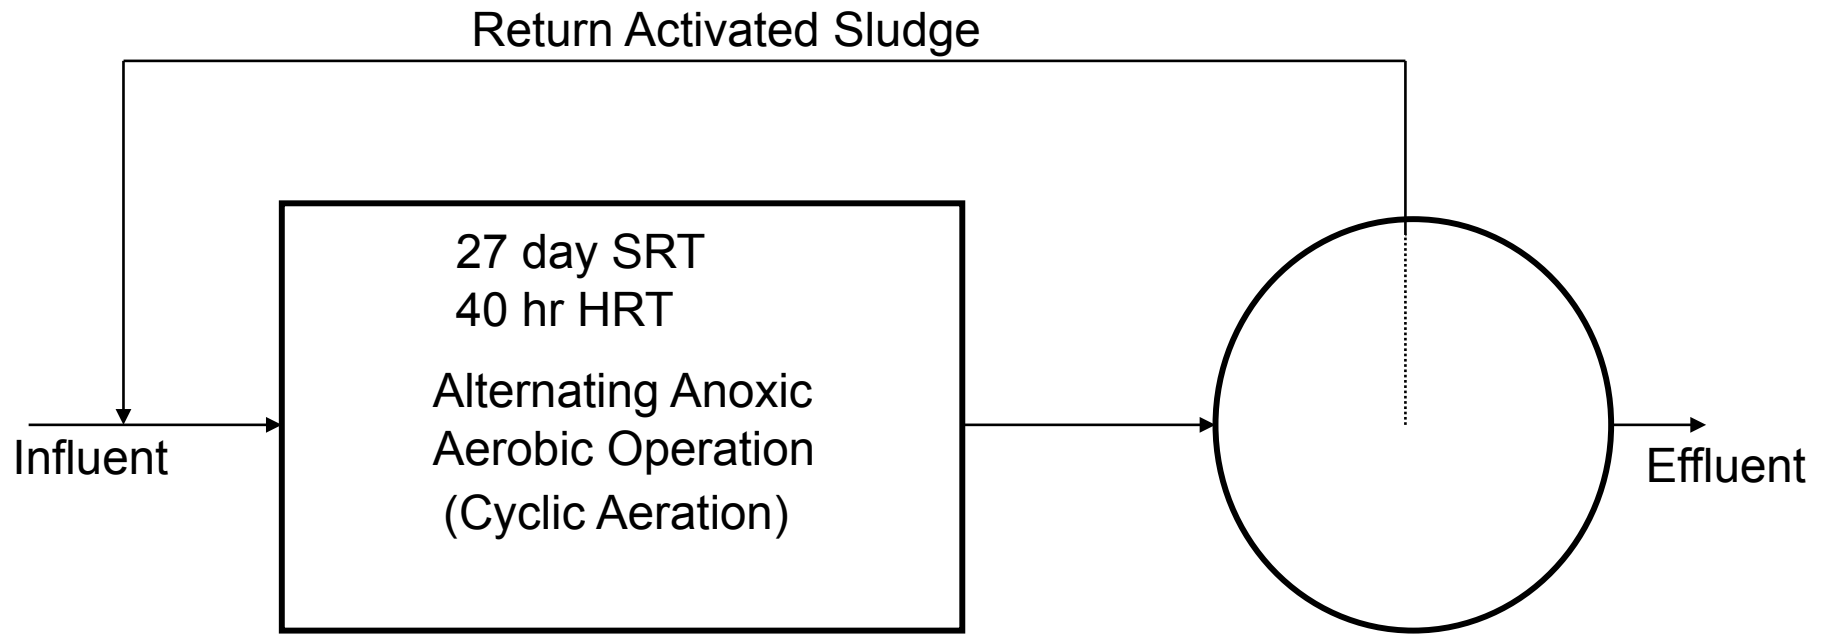 Return Activated Sludge
27 day SRT
40 hr HRT
Alternating Anoxic
Aerobic Operation
(Cyclic Aeration)
Influent
Effluent